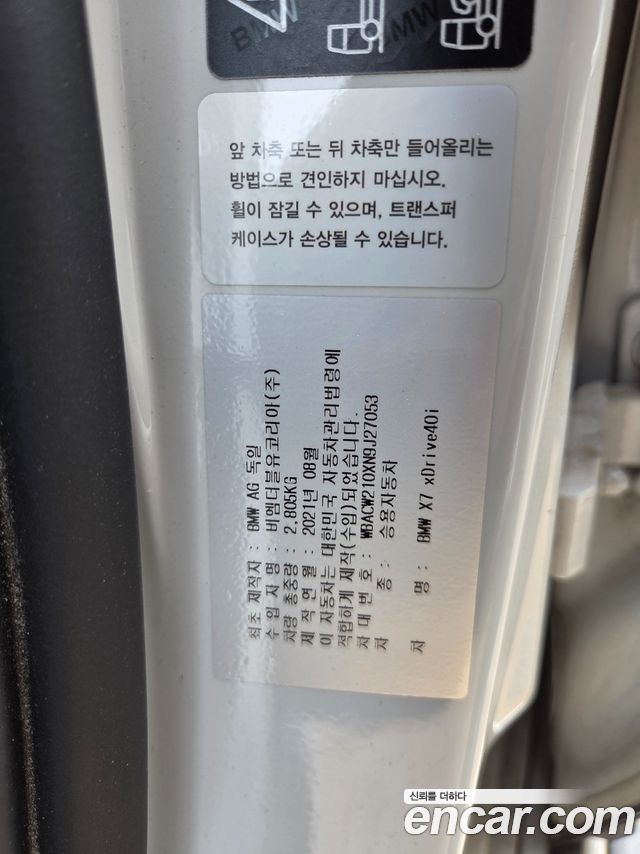 BMW
BMW
앞 차축 또는 뒤 차축만 들어올리는
방법으로 견인하지 마십시오.
휠이 잠길 수 있으며, 트랜스퍼
케이스가 손상될 수 있습니다.
최초 제작자 : BMW AG 독일
수 입 자 명 : 비엠더블유코리아(주)
차량 총중량 : 2,805KG
제 작 연 월 : 2021년 08월
이 자동차는 대한민국 자동차관리법령에
적합하게 제작(수입)되었습니다.
차 대 번 호 : WBACW210XN9J27053
차 종 : 승용자동차
차 명 : BMW X7 xDrive40i
신뢰를 더하다
encar.com